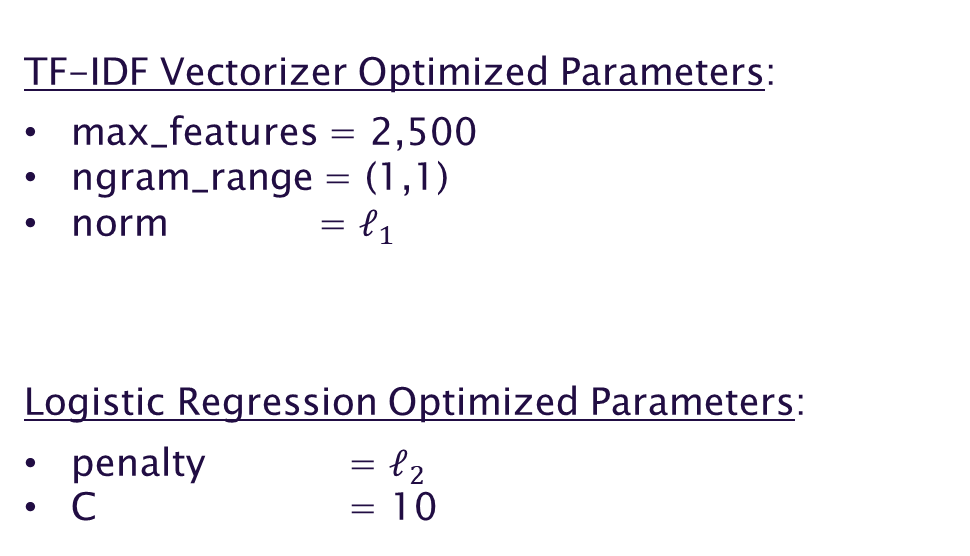 TF-IDF Vectorizer Optimized Parameters:
• max_features = 2,500
• ngram_range = (1,1)
• norm = ℓ₁
Logistic Regression Optimized Parameters:
• penalty = ℓ₂
• C = 10